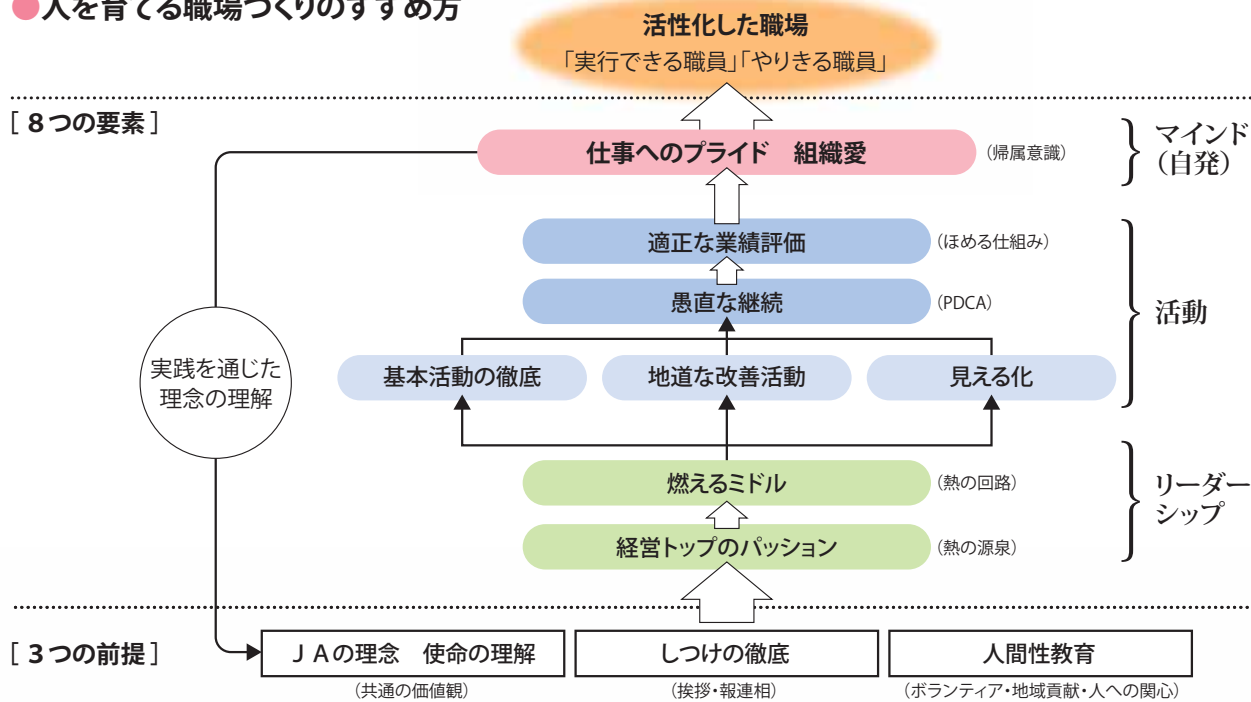 ●人を育てる職場づくりのすすめ方
活性化した職場
「実行できる職員」「やりきる職員」
[ 8つの要素 ]
仕事へのプライド　組織愛
(帰属意識)
マインド
(自発)
適正な業績評価
(ほめる仕組み)
愚直な継続
(PDCA)
活動
実践を通じた
理念の理解
基本活動の徹底
地道な改善活動
見える化
燃えるミドル
(熱の回路)
リーダー
シップ
経営トップのパッション
(熱の源泉)
[ 3つの前提 ]
ＪＡの理念　使命の理解
しつけの徹底
人間性教育
(共通の価値観)
(挨拶・報連相)
(ボランティア・地域貢献・人への関心)